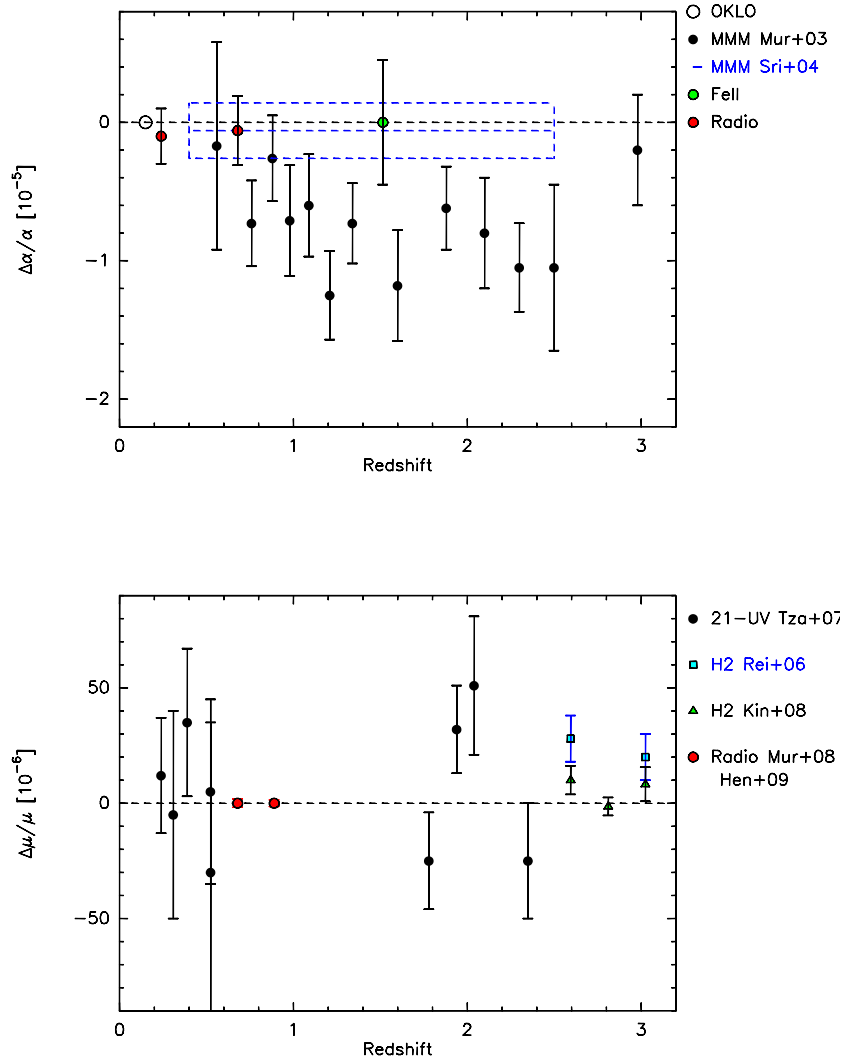 OKLO
MMM Mur+03
MMM Sri+04
FeII
Radio
0
−1
−2
Δα/α [10⁻⁵]
0 1 2 3
Redshift
21−UV Tza+07
H2 Rei+06
H2 Kin+08
Radio Mur+08
Hen+09
50
0
−50
Δμ/μ [10⁻⁶]
0 1 2 3
Redshift